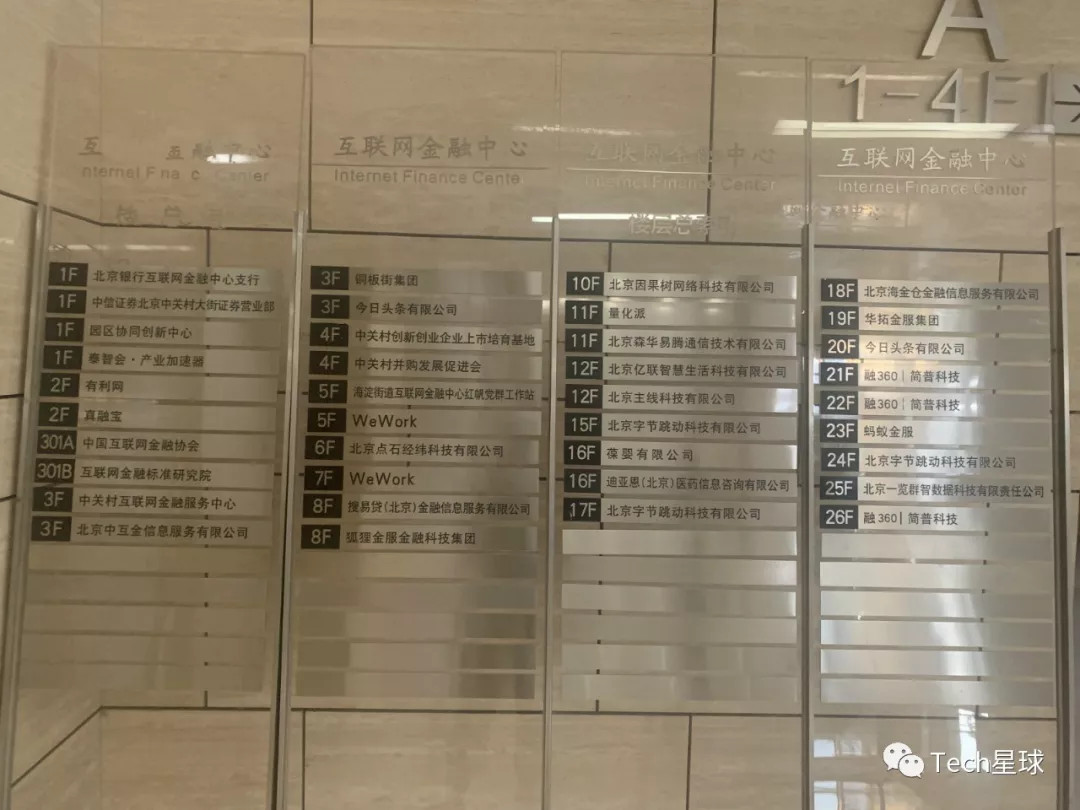 A
1-4F
互联网金融中心
Internet Finance Cente
互联网金融中心
Internet Finance Center
互联网金融中心
Internet Finance Center
1F 北京银行互联网金融中心支行
1F 中信证券北京中关村大街证券营业部
1F 园区协同创新中心
1F 泰智会·产业加速器
2F 有利网
2F 真融宝
301A 中国互联网金融协会
301B 互联网金融标准研究院
3F 中关村互联网金融服务中心
3F 北京中互金信息服务有限公司
3F 铜板街集团
3F 今日头条有限公司
4F 中关村创新创业企业上市培育基地
4F 中关村并购发展促进会
5F 海淀街道互联网金融中心红帆党群工作站
5F WeWork
6F 北京点石经纬科技有限公司
7F WeWork
8F 搜易贷(北京)金融信息服务有限公司
8F 狐狸金服金融科技集团
10F 北京因果树网络科技有限公司
11F 量化派
11F 北京森华易腾通信技术有限公司
12F 北京亿联智慧生活科技有限公司
12F 北京主线科技有限公司
15F 北京字节跳动科技有限公司
16F 葆婴有限公司
16F 迪亚恩(北京)医药信息咨询有限公司
17F 北京字节跳动科技有限公司
18F 北京海金仓金融信息服务有限公司
19F 华拓金服集团
20F 今日头条有限公司
21F 融360|简普科技
22F 融360|简普科技
23F 蚂蚁金服
24F 北京字节跳动科技有限公司
25F 北京一览群智数据科技有限责任公司
26F 融360|简普科技
Tech星球